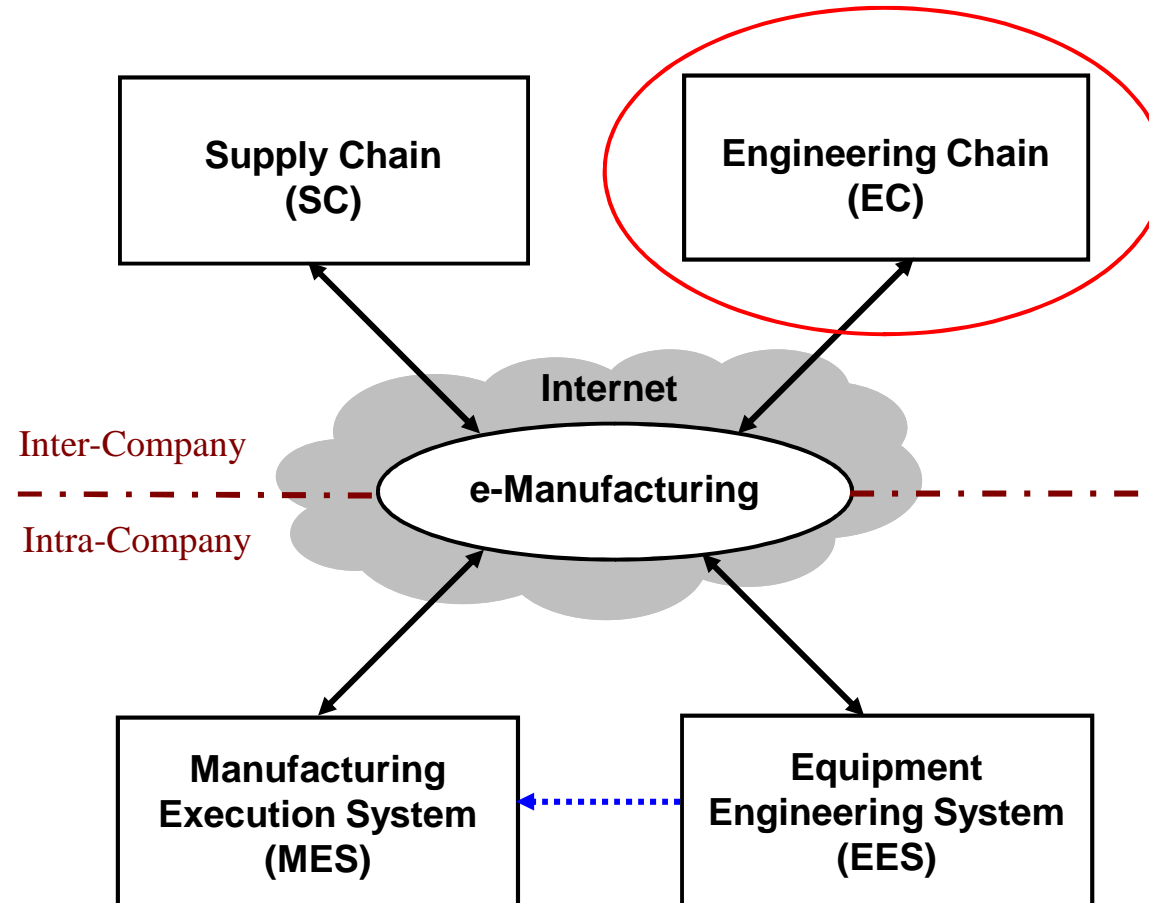 Supply Chain
(SC)
Engineering Chain
(EC)
Internet
Inter-Company
e-Manufacturing
Intra-Company
Manufacturing
Execution System
(MES)
Equipment
Engineering System
(EES)